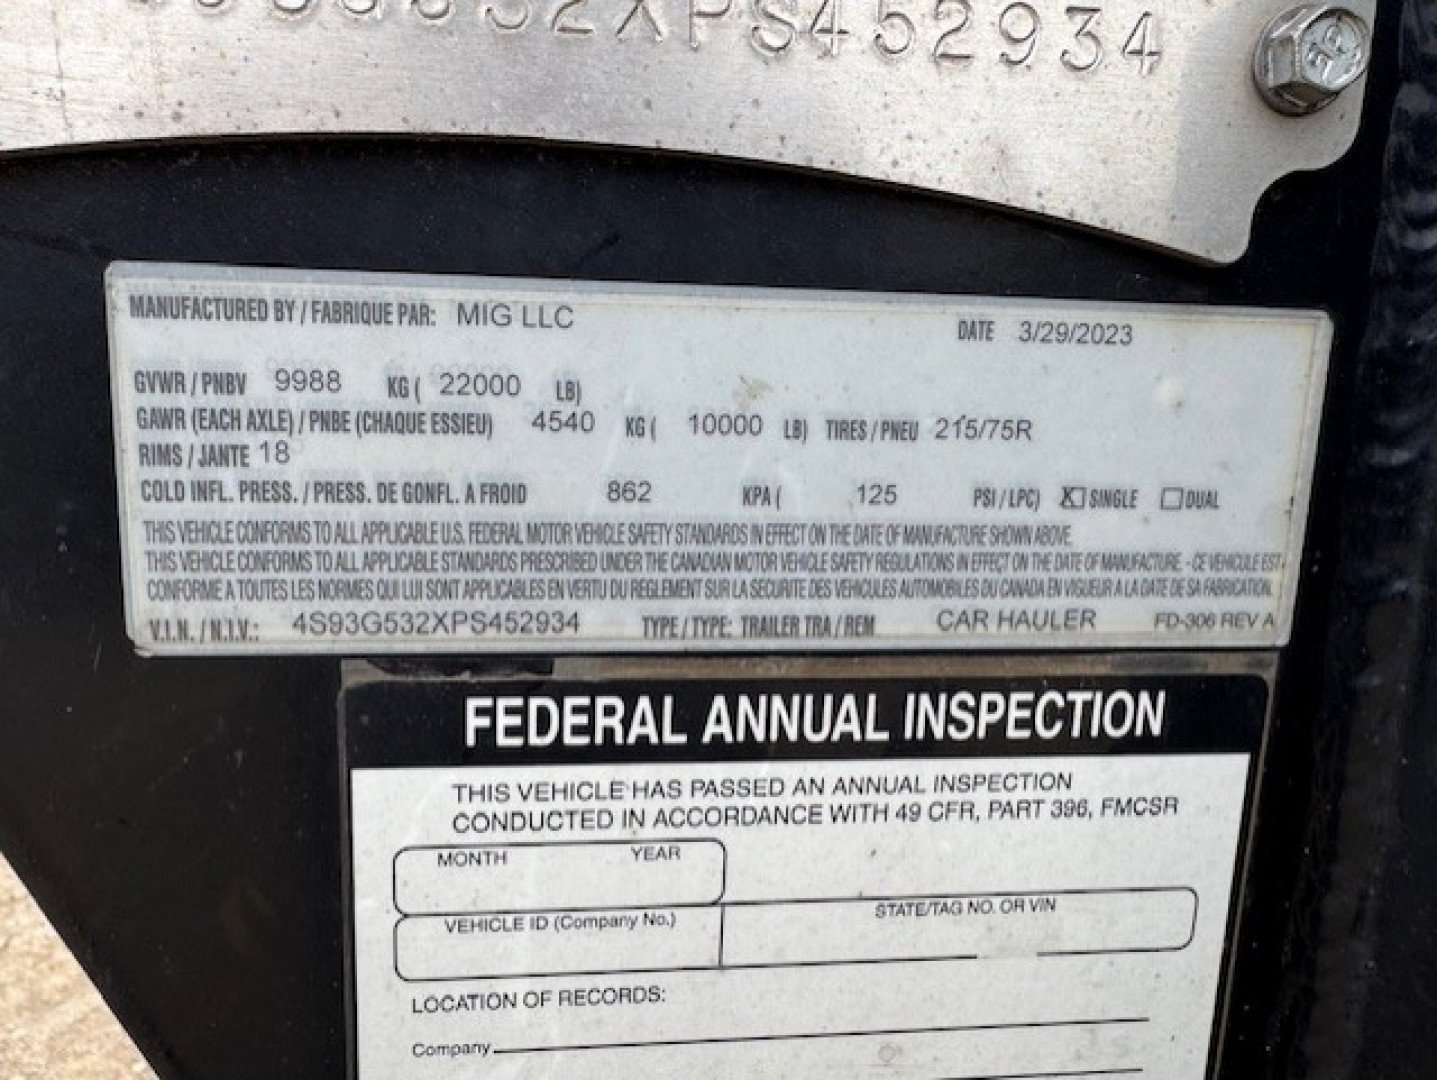 2XPS452934
MANUFACTURED BY / FABRIQUE PAR: MIG LLC DATE 3/29/2023
GVWR / PNBV 9988 KG ( 22000 LB)
GAWR (EACH AXLE) / PNBE (CHAQUE ESSIEU) 4540 KG ( 10000 LB) TIRES / PNEU 215/75R
RIMS / JANTE 18
COLD INFL. PRESS. / PRESS. DE GONFL. A FROID 862 KPA ( 125 PSI / LPC) X SINGLE DUAL
THIS VEHICLE CONFORMS TO ALL APPLICABLE U.S. FEDERAL MOTOR VEHICLE SAFETY STANDARDS IN EFFECT ON THE DATE OF MANUFACTURE SHOWN ABOVE.
THIS VEHICLE CONFORMS TO ALL APPLICABLE STANDARDS PRESCRIBED UNDER THE CANADIAN MOTOR VEHICLE SAFETY REGULATIONS IN EFFECT ON THE DATE OF MANUFACTURE. - CE VEHICULE EST
CONFORME A TOUTES LES NORMES QUI LUI SONT APPLICABLES EN VERTU DU REGLEMENT SUR LA SECURITE DES VEHICULES AUTOMOBILES DU CANADA EN VIGUEUR A LA DATE DE SA FABRICATION.
V.I.N. / N.I.V.: 4S93G532XPS452934 TYPE / TYPE: TRAILER TRA / REM CAR HAULER FD-306 REV A
FEDERAL ANNUAL INSPECTION
THIS VEHICLE HAS PASSED AN ANNUAL INSPECTION
CONDUCTED IN ACCORDANCE WITH 49 CFR, PART 396, FMCSR
MONTH YEAR
VEHICLE ID (Company No.) STATE/TAG NO. OR VIN
LOCATION OF RECORDS:
Company